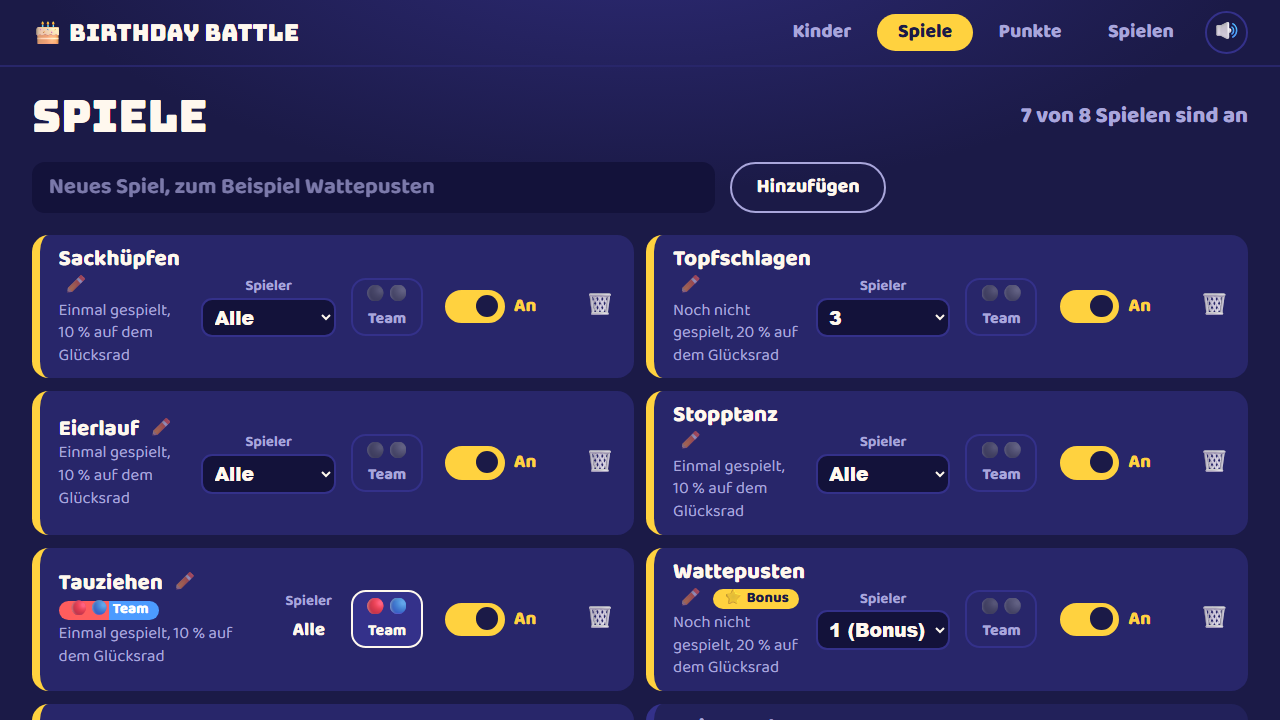 BIRTHDAY BATTLE
Kinder
Spiele
Punkte
Spielen
SPIELE
7 von 8 Spielen sind an
Neues Spiel, zum Beispiel Wattepusten
Hinzufügen
Sackhüpfen
Einmal gespielt,
10 % auf dem
Glücksrad
Spieler
Alle
Team
An
Topfschlagen
Noch nicht
gespielt, 20 % auf
dem Glücksrad
Spieler
3
Team
An
Eierlauf
Einmal gespielt,
10 % auf dem
Glücksrad
Spieler
Alle
Team
An
Stopptanz
Einmal gespielt,
10 % auf dem
Glücksrad
Spieler
Alle
Team
An
Tauziehen
Team
Einmal gespielt, 10 % auf
dem Glücksrad
Spieler
Alle
Team
An
Wattepusten
Bonus
Noch nicht
gespielt, 20 % auf
dem Glücksrad
Spieler
1 (Bonus)
Team
An